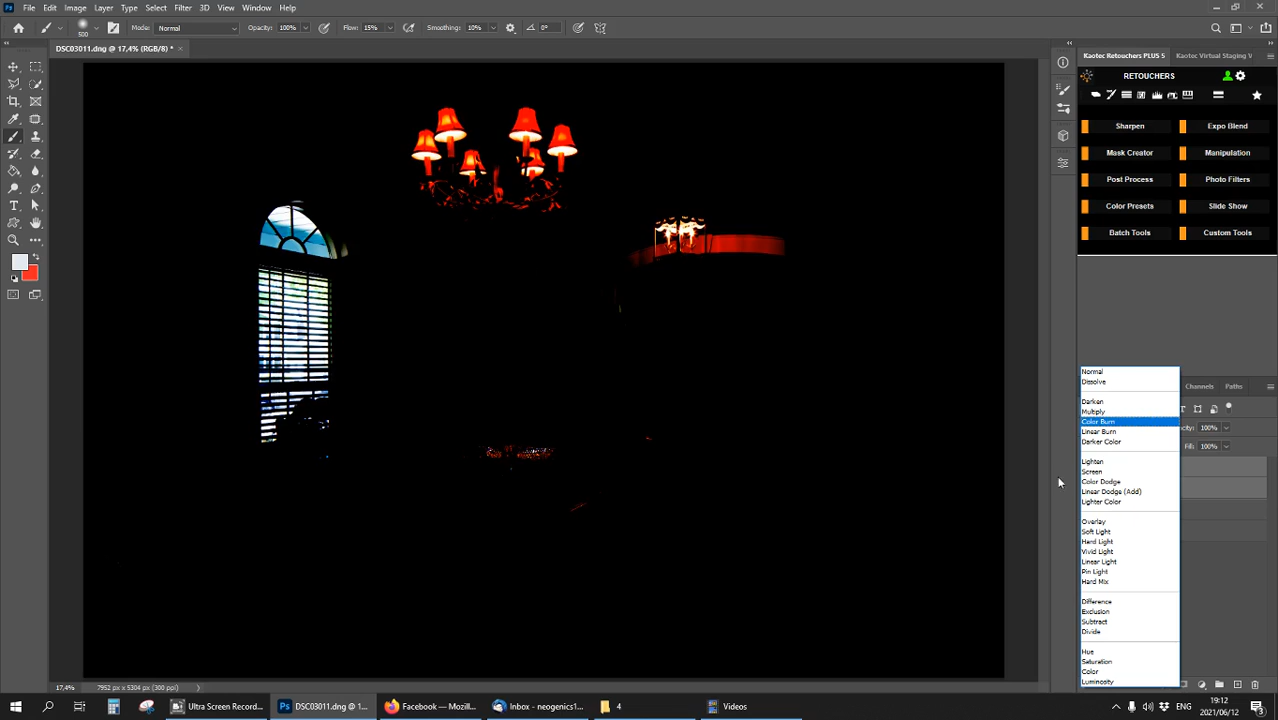 Ps File Edit Image Layer Type Select Filter 3D View Window Help
500 Mode: Normal Opacity: 100% Flow: 15% Smoothing: 10% 0°
DSC03011.dng @ 17,4% (RGB/8) * ×
Kaotec Retouchers PLUS 5 Kaotec Virtual Staging V
RETOUCHERS
Sharpen Expo Blend
Mask Creator Manipulation
Post Process Photo Filters
Color Presets Slide Show
Batch Tools Custom Tools
Normal
Dissolve
Channels Paths
Darken
Multiply
Color Burn
100%
Linear Burn
Darker Color
Fill: 100%
Lighten
Screen
Color Dodge
Linear Dodge (Add)
Lighter Color
Overlay
Soft Light
Hard Light
Vivid Light
Linear Light
Pin Light
Hard Mix
Difference
Exclusion
Subtract
Divide
Hue
Saturation
Color
Luminosity
17,4% 7952 px x 5304 px (300 ppi)
Ultra Screen Record... Ps DSC03011.dng @ 1... Facebook — Mozill... Inbox - neogenics1... 4 Videos ENG 19:12 2021/06/12